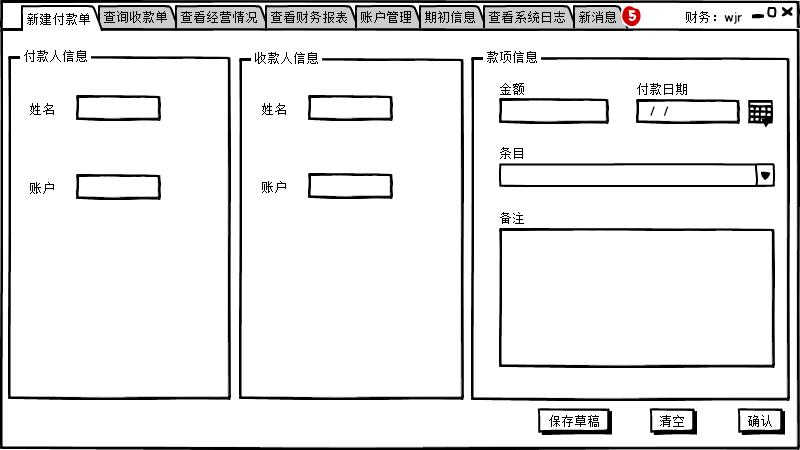 新建付款单 查询收款单 查看经营情况 查看财务报表 账户管理 期初信息 查看系统日志 新消息 5 财务：wjr
付款人信息 收款人信息 款项信息
金额 付款日期
姓名 姓名 / /
条目
账户 账户
备注
保存草稿 清空 确认